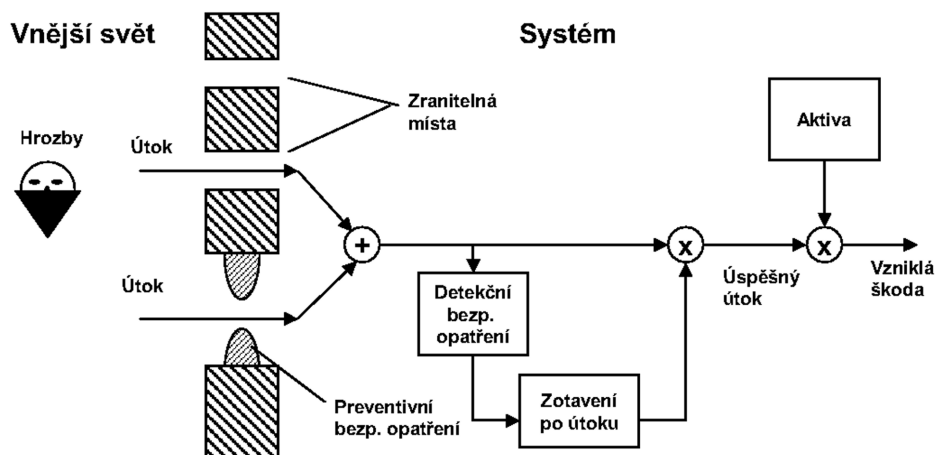 Vnější svět
Systém
Zranitelná
místa
Aktiva
Hrozby
Útok
+
x
x
Útok
Úspěšný
útok
Vzniklá
škoda
Detekční
bezp.
opatření
Zotavení
po útoku
Preventivní
bezp. opatření